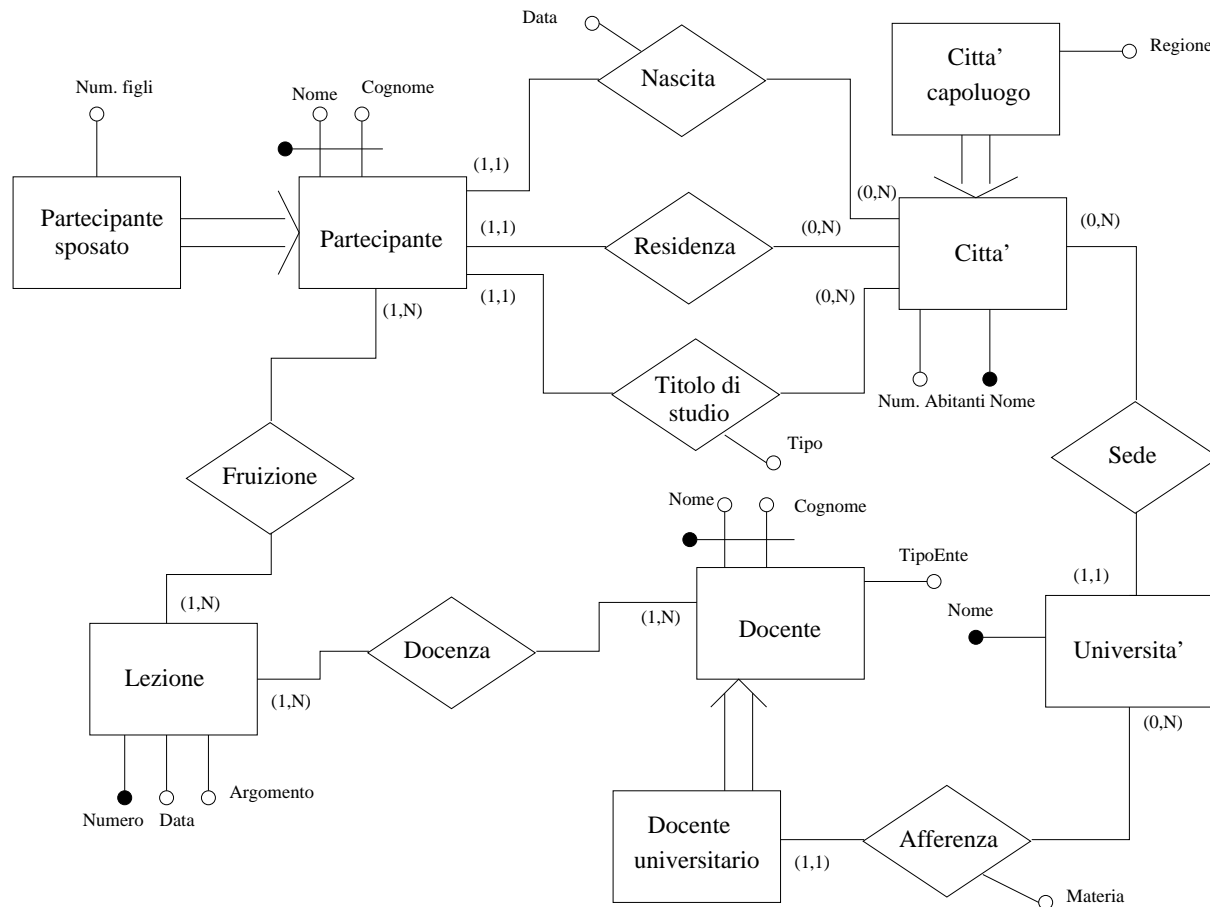 Data
Nascita
Citta'
capoluogo
Regione
Num. figli
Nome
Cognome
(1,1)
(0,N)
(0,N)
Partecipante
sposato
Partecipante
(1,1)
Residenza
(0,N)
Citta'
(1,1)
(0,N)
(1,N)
Titolo di
studio
Num. Abitanti
Nome
Tipo
Fruizione
Sede
Nome
Cognome
TipoEnte
(1,1)
(1,N)
(1,N)
Nome
Docenza
Docente
Universita'
Lezione
(1,N)
(0,N)
Argomento
Numero
Data
Docente
universitario
Afferenza
(1,1)
Materia